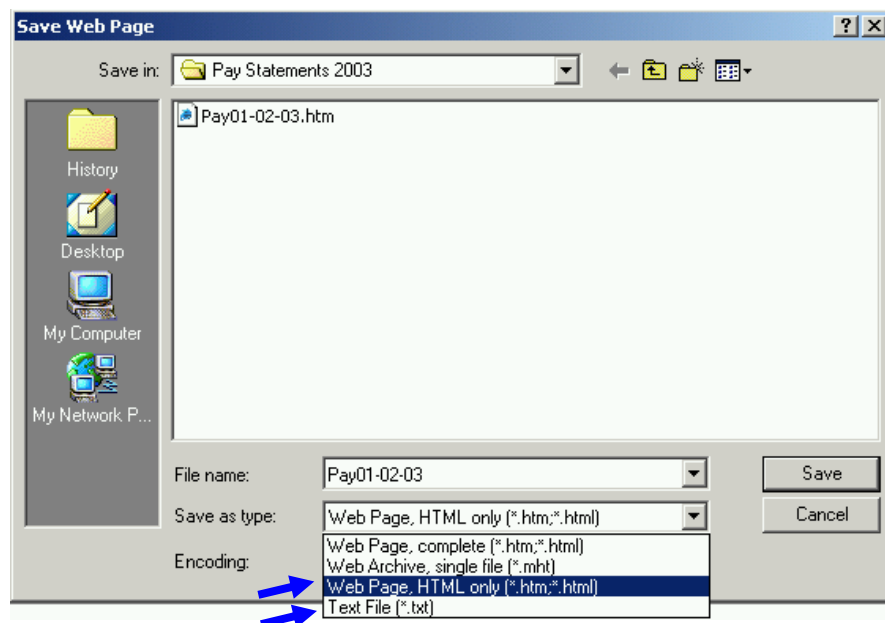 Save Web Page
Save in: Pay Statements 2003
Pay01-02-03.htm
History
Desktop
My Computer
My Network P...
File name: Pay01-02-03 Save
Save as type: Web Page, HTML only (*.htm;*.html) Cancel
Encoding:
Web Page, complete (*.htm;*.html)
Web Archive, single file (*.mht)
Web Page, HTML only (*.htm;*.html)
Text File (*.txt)